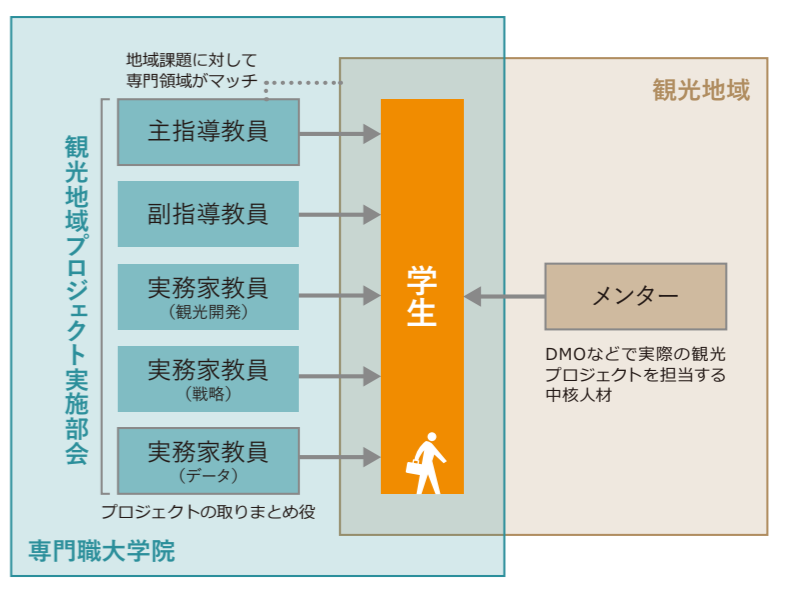 地域課題に対して
専門領域がマッチ
観光地域
観光地域プロジェクト実施部会
主指導教員
副指導教員
実務家教員
（観光開発）
実務家教員
（戦略）
実務家教員
（データ）
プロジェクトの取りまとめ役
学生
メンター
DMOなどで実際の観光
プロジェクトを担当する
中核人材
専門職大学院